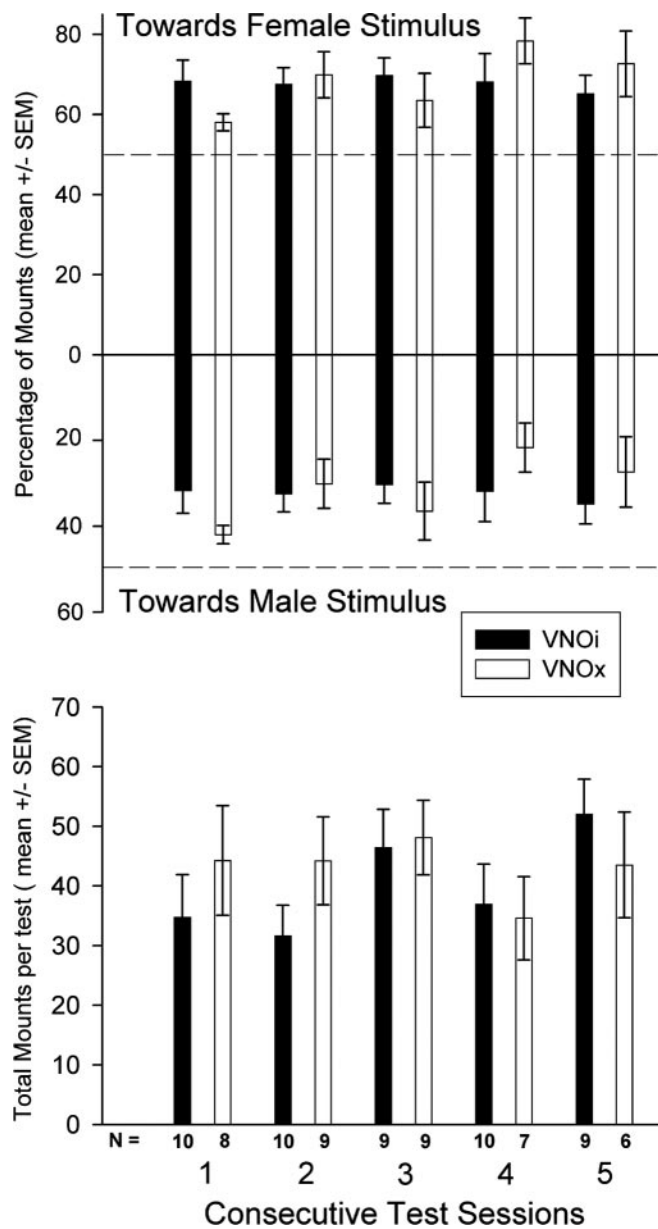 Towards Female Stimulus
Percentage of Mounts (mean +/- SEM)
80
60
40
20
0
20
40
60
Towards Male Stimulus
VNOi
VNOx
Total Mounts per test ( mean +/- SEM)
70
60
50
40
30
20
10
0
N = 10 8 10 9 9 9 10 7 9 6
1 2 3 4 5
Consecutive Test Sessions